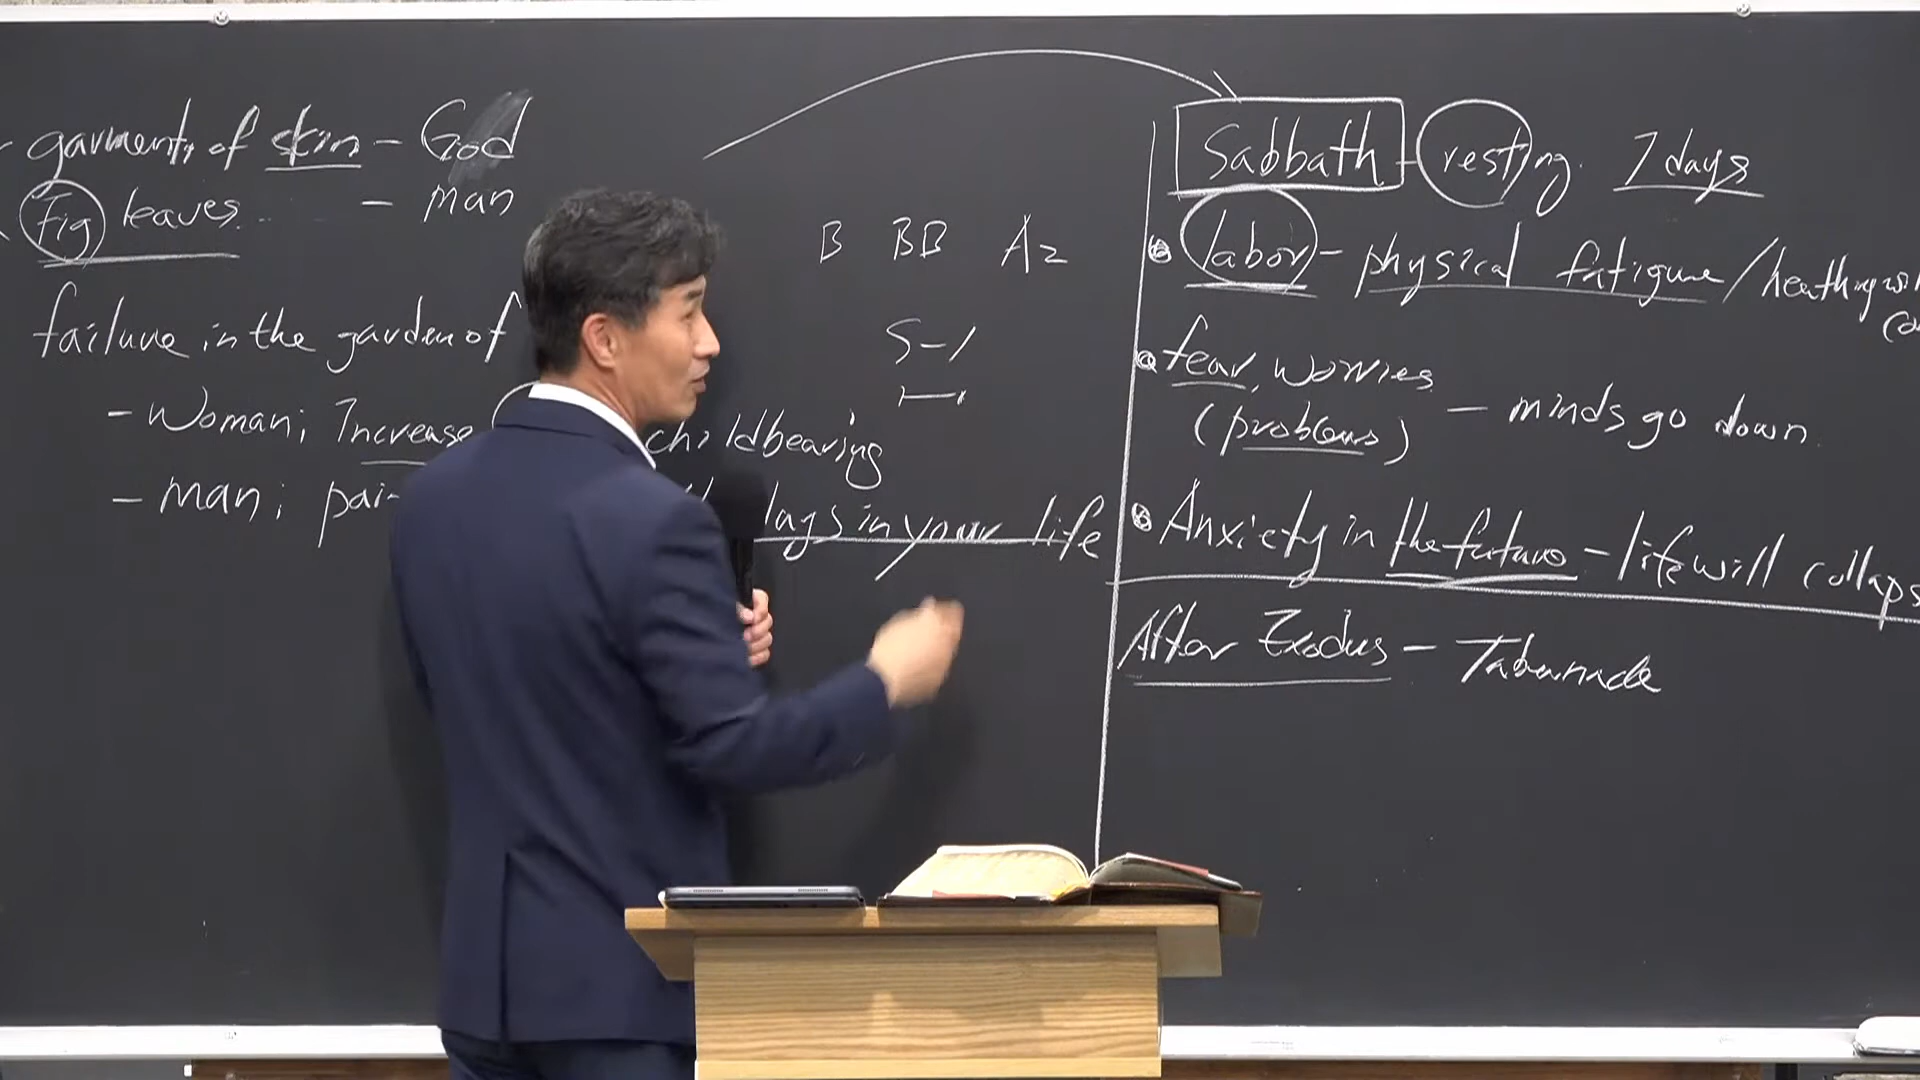 garments of skin - God
Fig leaves - man
failure in the garden of
- Woman; Increase childbearing
- man; pai days in your life
B BB A2
S-1
Sabbath - resting. 7 days
labor - physical fatigue /
fear, worries
(problems) - minds go down
Anxiety in the future - life will collaps
After Exodus - Tabernacle